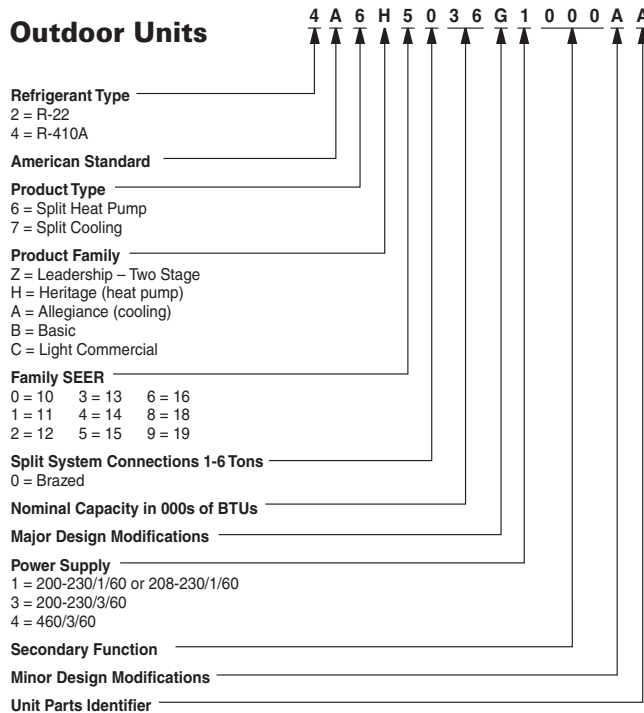 Outdoor Units
4 A 6 H 5 0 3 6 G 1 0 0 0 A A
Refrigerant Type
2 = R-22
4 = R-410A
American Standard
Product Type
6 = Split Heat Pump
7 = Split Cooling
Product Family
Z = Leadership – Two Stage
H = Heritage (heat pump)
A = Allegiance (cooling)
B = Basic
C = Light Commercial
Family SEER
0 = 10 3 = 13 6 = 16
1 = 11 4 = 14 8 = 18
2 = 12 5 = 15 9 = 19
Split System Connections 1-6 Tons
0 = Brazed
Nominal Capacity in 000s of BTUs
Major Design Modifications
Power Supply
1 = 200-230/1/60 or 208-230/1/60
3 = 200-230/3/60
4 = 460/3/60
Secondary Function
Minor Design Modifications
Unit Parts Identifier